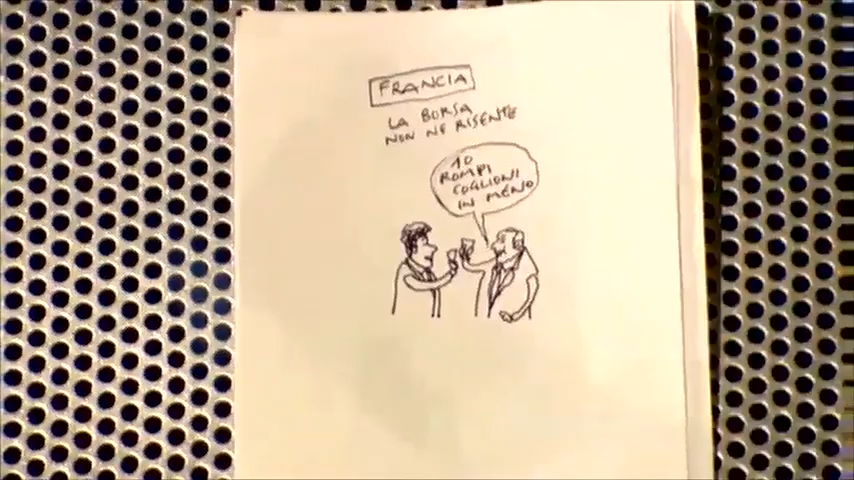 FRANCIA
LA BORSA
NON NE RISENTE
10
ROMPI
COGLIONI
IN MENO